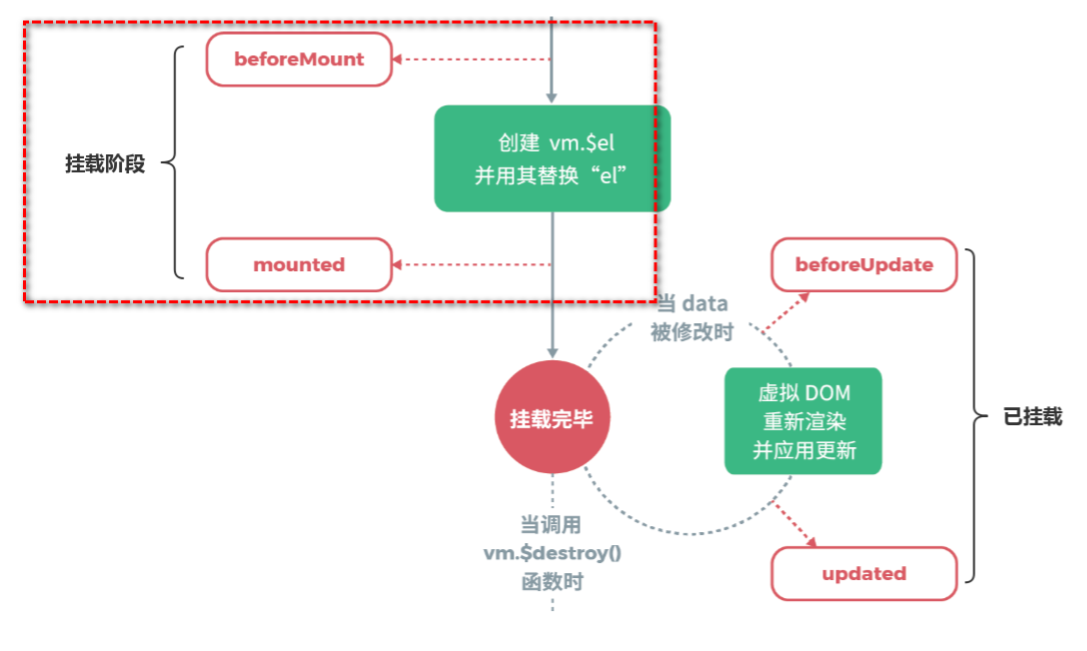 beforeMount
创建 vm.$el
并用其替换“el”
挂载阶段
mounted
beforeUpdate
当 data
被修改时
虚拟 DOM
重新渲染
并应用更新
已挂载
挂载完毕
当调用
vm.$destroy()
函数时
updated